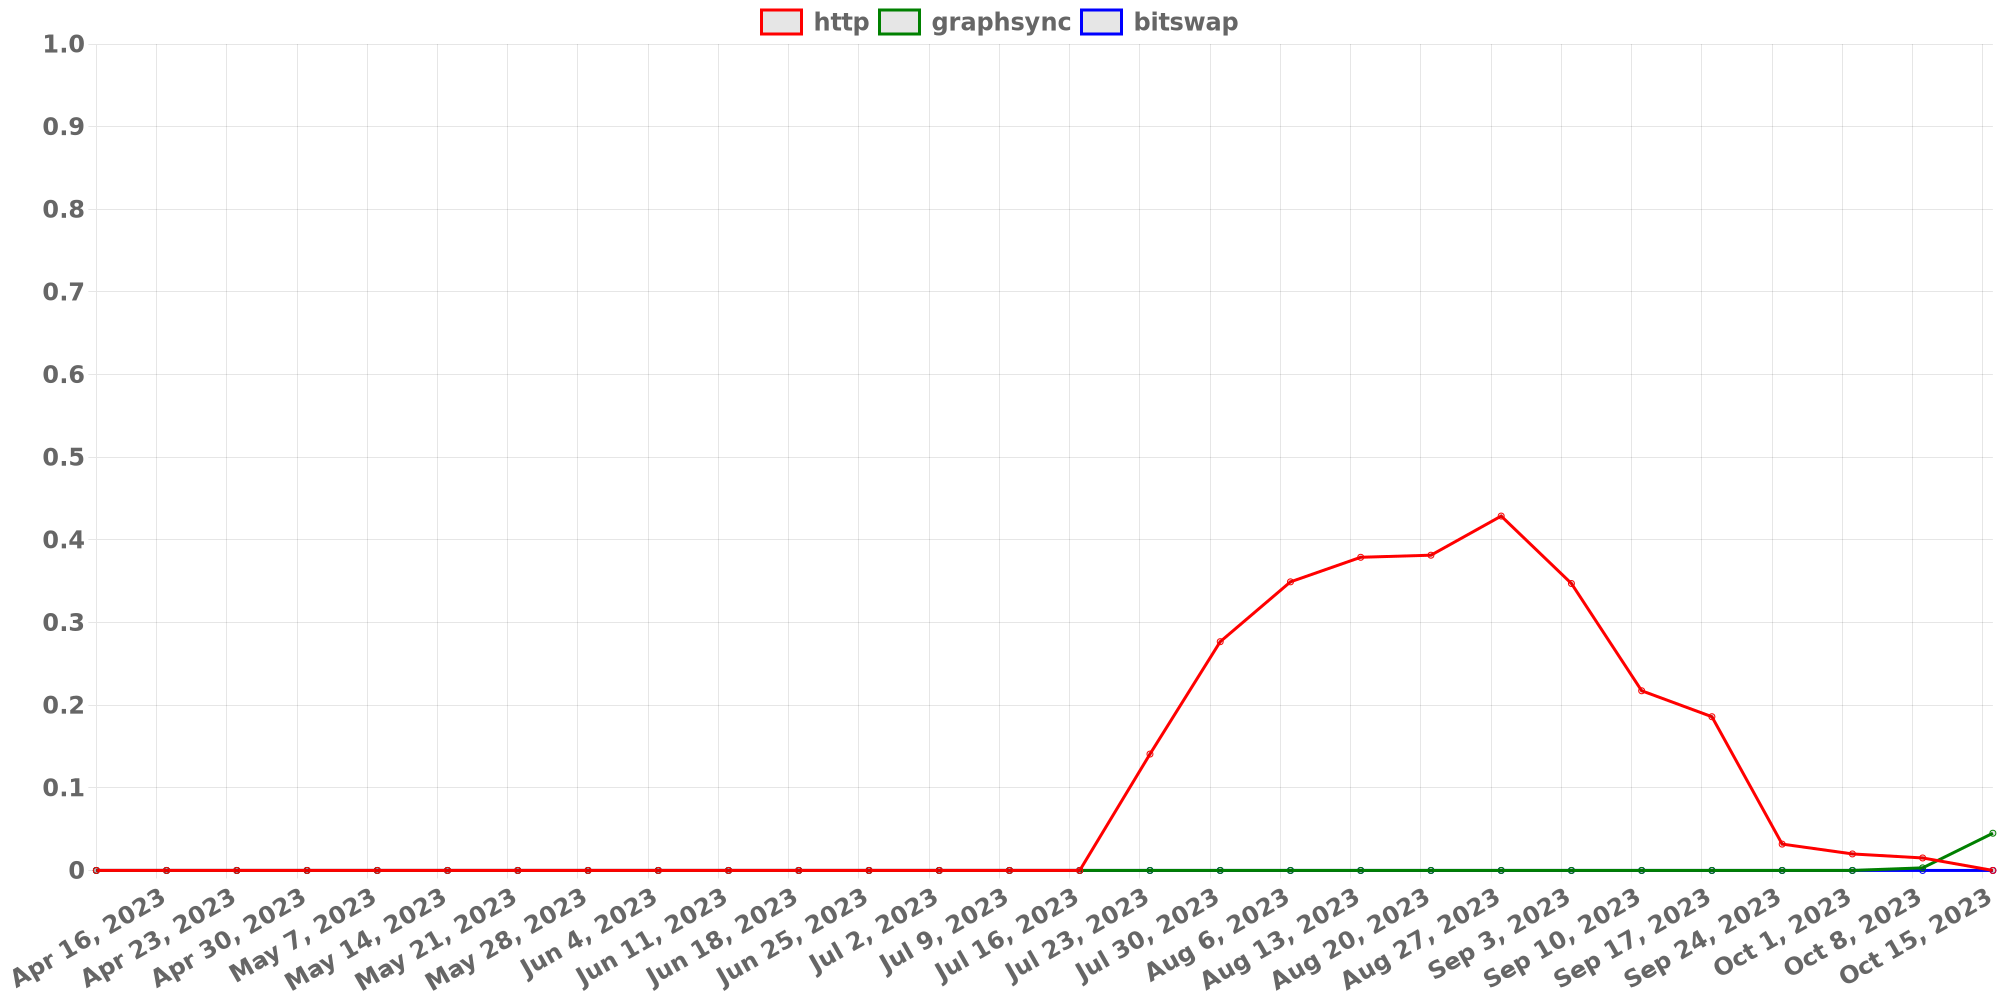 http graphsync bitswap
1.0
0.9
0.8
0.7
0.6
0.5
0.4
0.3
0.2
0.1
0
Apr 16, 2023
Apr 23, 2023
Apr 30, 2023
May 7, 2023
May 14, 2023
May 21, 2023
May 28, 2023
Jun 4, 2023
Jun 11, 2023
Jun 18, 2023
Jun 25, 2023
Jul 2, 2023
Jul 9, 2023
Jul 16, 2023
Jul 23, 2023
Jul 30, 2023
Aug 6, 2023
Aug 13, 2023
Aug 20, 2023
Aug 27, 2023
Sep 3, 2023
Sep 10, 2023
Sep 17, 2023
Sep 24, 2023
Oct 1, 2023
Oct 8, 2023
Oct 15, 2023